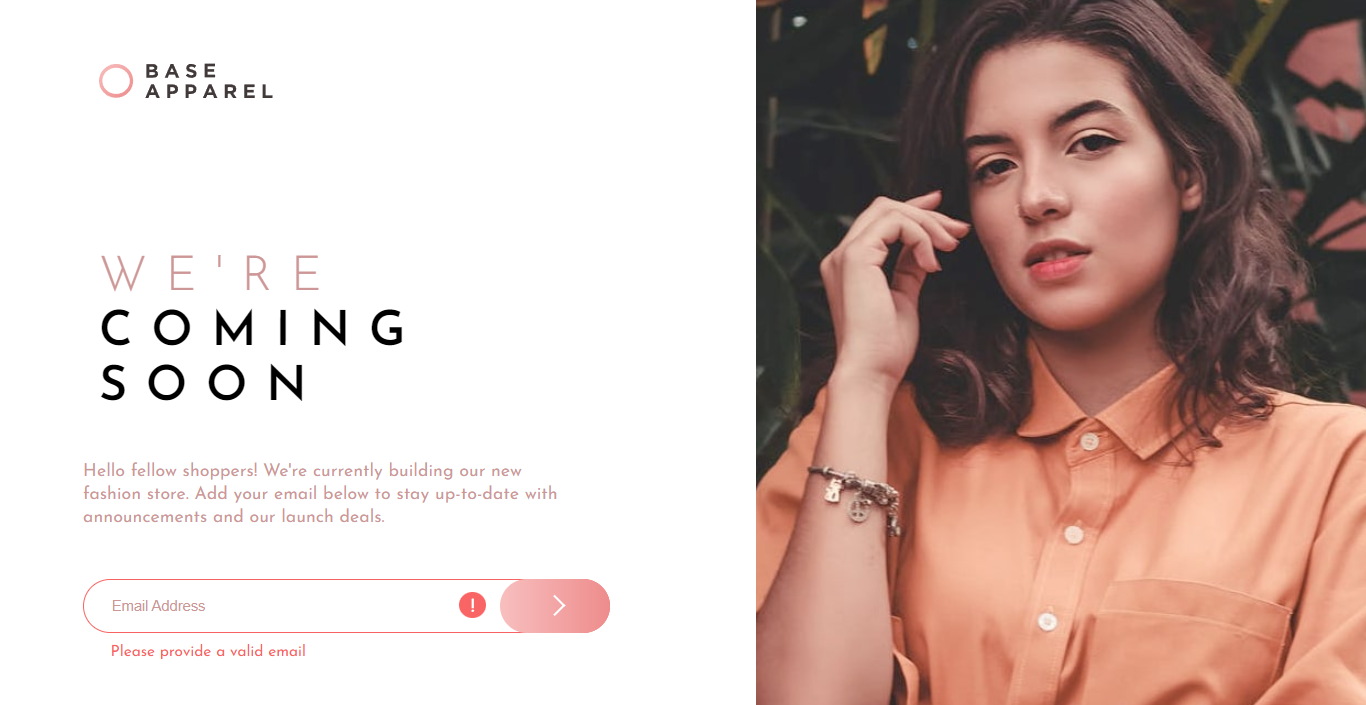 BASE
APPAREL
WE'RE
COMING
SOON
Hello fellow shoppers! We're currently building our new
fashion store. Add your email below to stay up-to-date with
announcements and our launch deals.
Email Address
!
Please provide a valid email